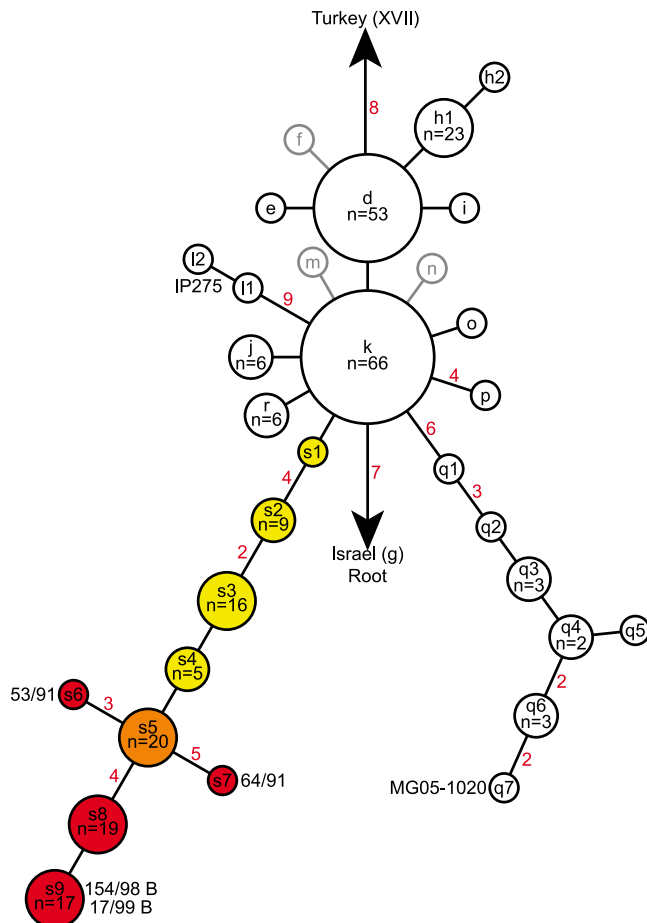 Turkey (XVII)
8
h2
h1
n=23
f
d
n=53
e
i
l2
IP275
l1
m
n
9
o
j
n=6
k
n=66
4
p
r
n=6
6
s1
7
q1
4
3
s2
n=9
q2
2
Israel (g)
Root
q3
n=3
s3
n=16
q4
n=2
q5
s4
n=5
2
53/91
s6
3
q6
n=3
s5
n=20
5
2
4
s7
64/91
MG05-1020
q7
s8
n=19
s9
n=17
154/98 B
17/99 B